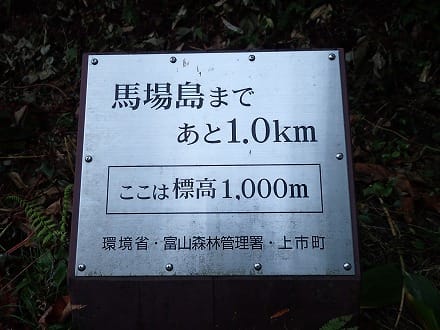 馬場島まで
あと1.0km
ここは標高1,000m
環境省・富山森林管理署・上市町